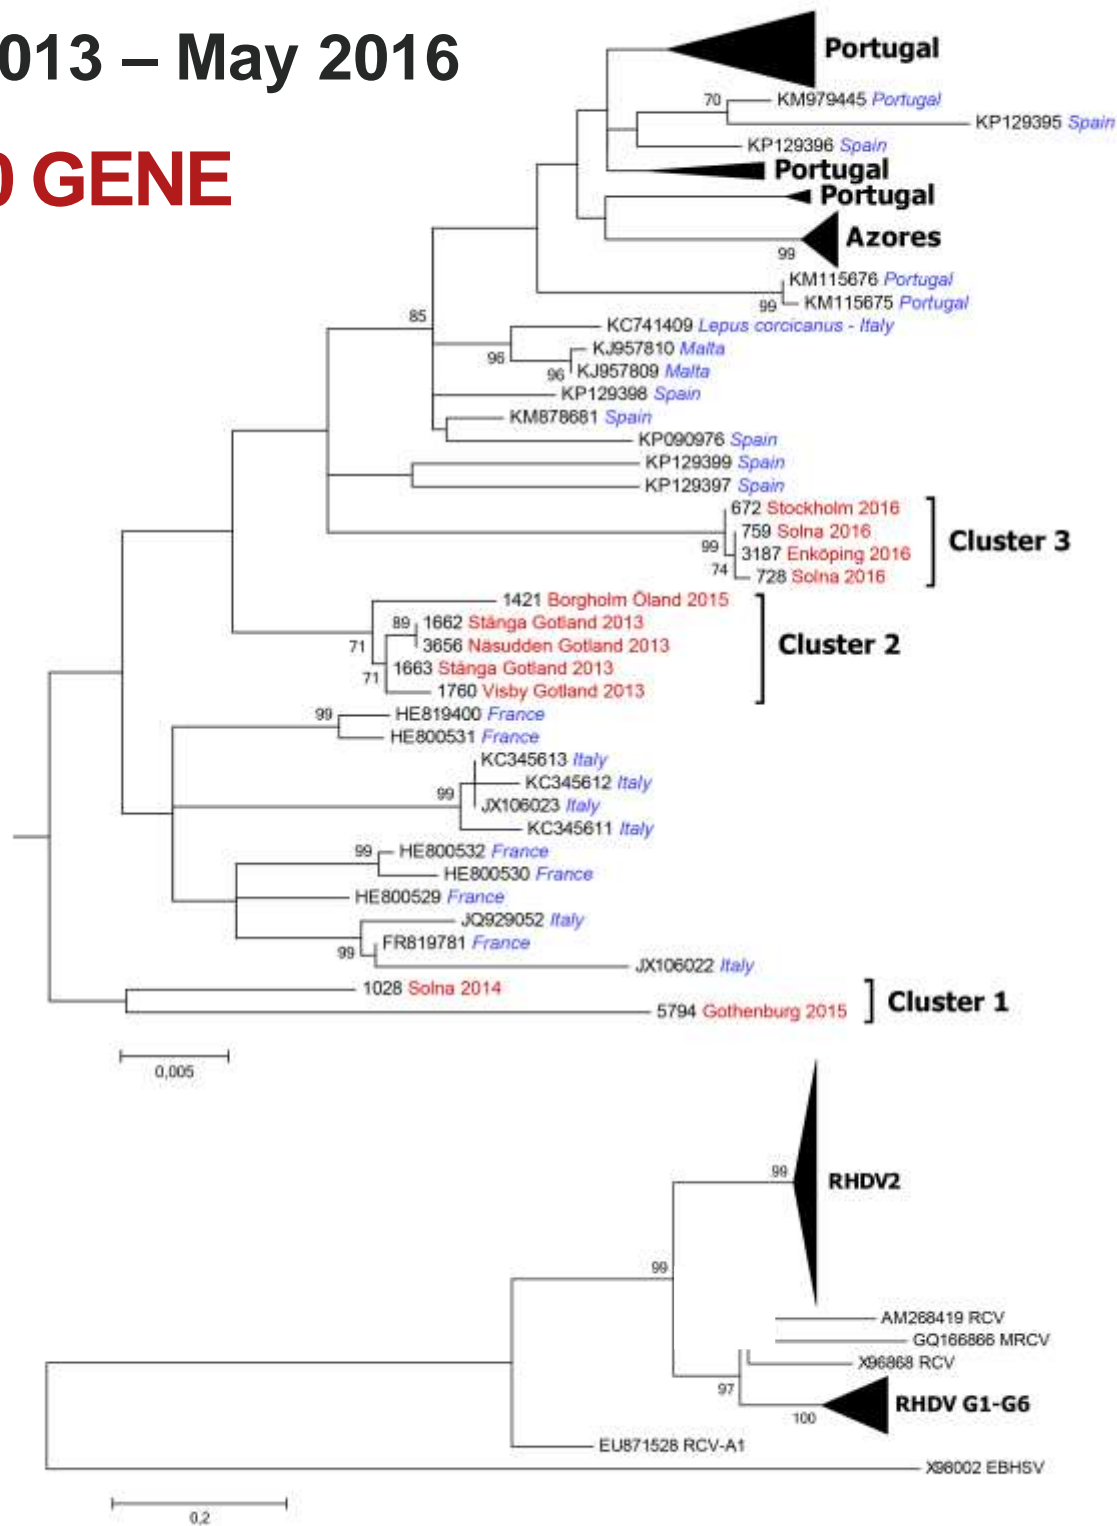 013 – May 2016
0 GENE
Portugal
70
KM979445 Portugal
KP129395 Spain
KP129396 Spain
Portugal
Portugal
Azores
99
KM115676 Portugal
99
KM115675 Portugal
85
KC741409 Lepus corcicanus - Italy
96
KJ957810 Malta
96
KJ957809 Malta
KP129398 Spain
KM878681 Spain
KP090976 Spain
KP129399 Spain
KP129397 Spain
672 Stockholm 2016
759 Solna 2016
99
3187 Enköping 2016
74
728 Solna 2016
Cluster 3
1421 Borgholm Öland 2015
89
1662 Stånga Gotland 2013
71
3656 Näsudden Gotland 2013
1663 Stånga Gotland 2013
71
1760 Visby Gotland 2013
Cluster 2
99
HE819400 France
HE800531 France
KC345613 Italy
KC345612 Italy
99
JX106023 Italy
KC345611 Italy
99
HE800532 France
HE800530 France
HE800529 France
JQ929052 Italy
99
FR819781 France
JX106022 Italy
1028 Solna 2014
5794 Gothenburg 2015
Cluster 1
0,005
99
RHDV2
99
AM268419 RCV
GQ166866 MRCV
X96868 RCV
97
RHDV G1-G6
100
EU871528 RCV-A1
X98002 EBHSV
0,2